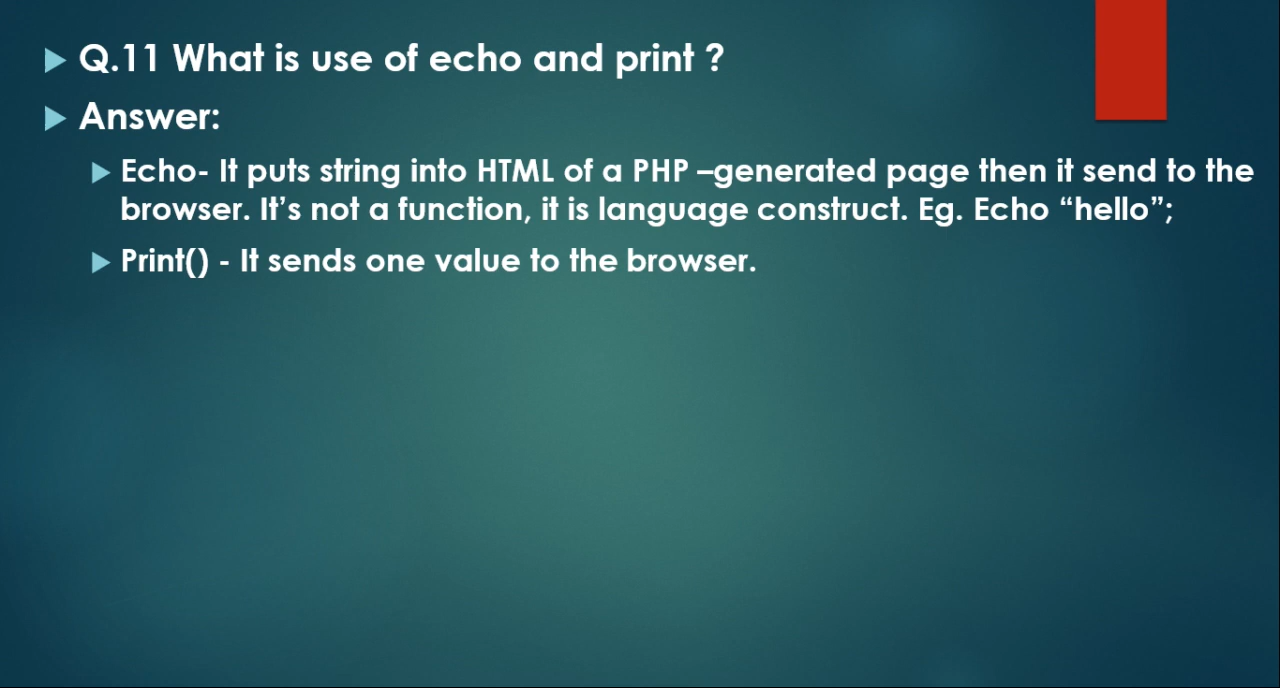 Q.11 What is use of echo and print ?
Answer:
Echo- It puts string into HTML of a PHP –generated page then it send to the
browser. It’s not a function, it is language construct. Eg. Echo “hello”;
Print() - It sends one value to the browser.